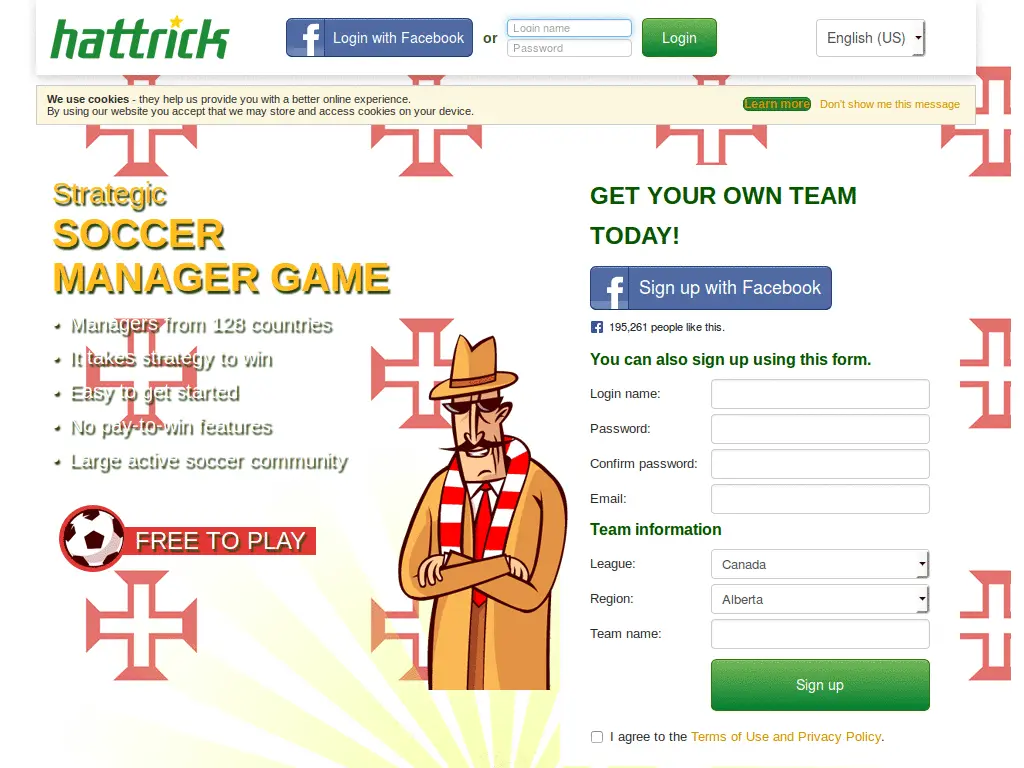 hattrick
Login with Facebook or Login name Login English (US)
Password
We use cookies - they help us provide you with a better online experience.
By using our website you accept that we may store and access cookies on your device.
Learn more Don't show me this message
Strategic
SOCCER
MANAGER GAME
• Managers from 128 countries
• It takes strategy to win
• Easy to get started
• No pay-to-win features
• Large active soccer community
FREE TO PLAY
GET YOUR OWN TEAM
TODAY!
Sign up with Facebook
195,261 people like this.
You can also sign up using this form.
Login name:
Password:
Confirm password:
Email:
Team information
League: Canada
Region: Alberta
Team name:
Sign up
I agree to the Terms of Use and Privacy Policy.